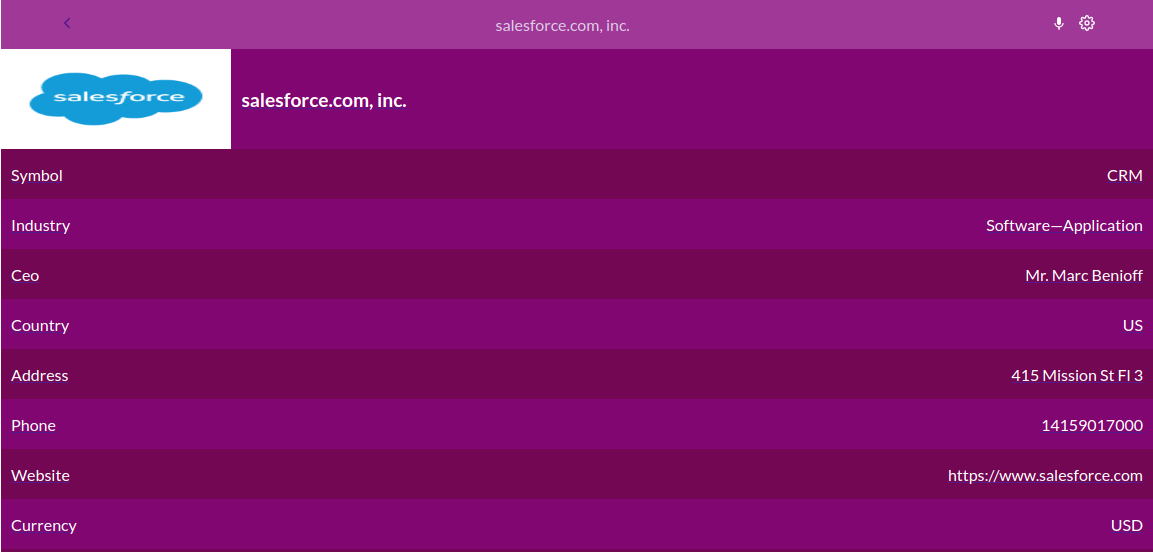 salesforce.com, inc.
salesforce
salesforce.com, inc.
Symbol CRM
Industry Software—Application
Ceo Mr. Marc Benioff
Country US
Address 415 Mission St Fl 3
Phone 14159017000
Website https://www.salesforce.com
Currency USD